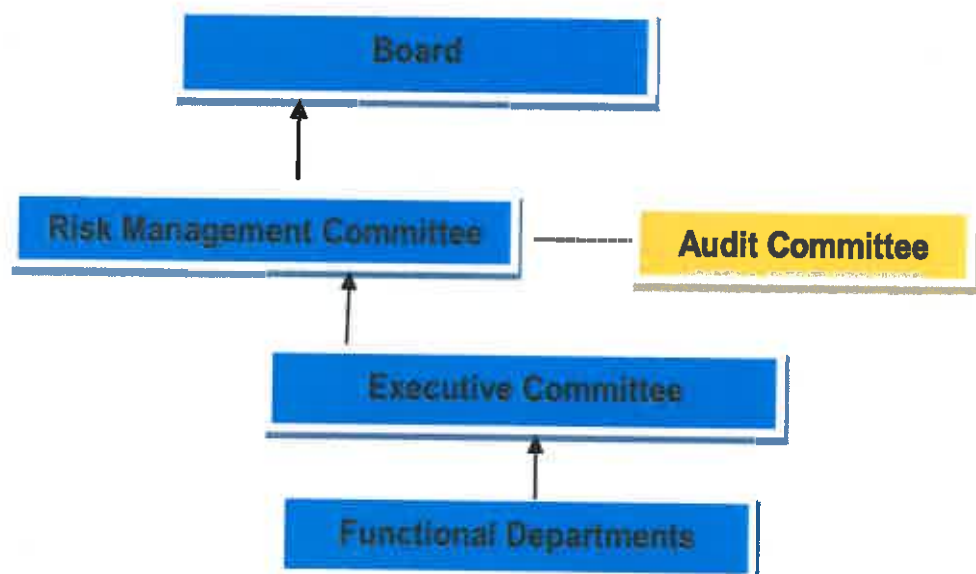 Board
Risk Management Committee
Audit Committee
Executive Committee
Functional Departments